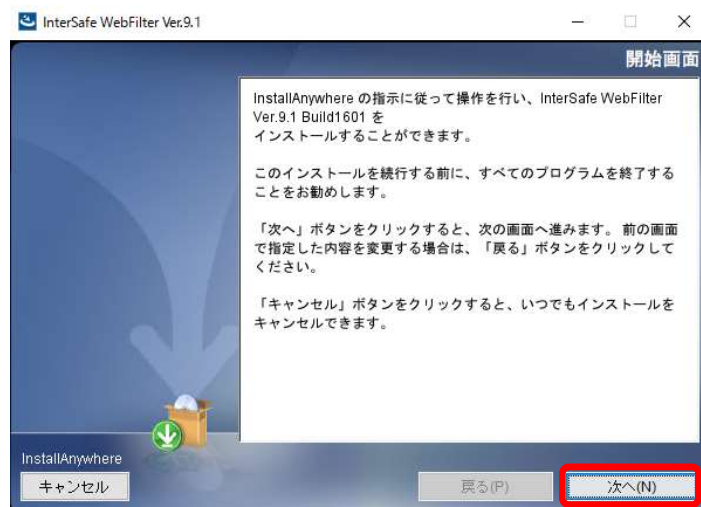 InterSafe WebFilter Ver.9.1
開始画面
InstallAnywhere の指示に従って操作を行い、InterSafe WebFilter
Ver.9.1 Build1601 を
インストールすることができます。
このインストールを続行する前に、すべてのプログラムを終了する
ことをお勧めします。
「次へ」ボタンをクリックすると、次の画面へ進みます。 前の画面
で指定した内容を変更する場合は、「戻る」ボタンをクリックして
ください。
「キャンセル」ボタンをクリックすると、いつでもインストールを
キャンセルできます。
InstallAnywhere
キャンセル
戻る(P)
次へ(N)